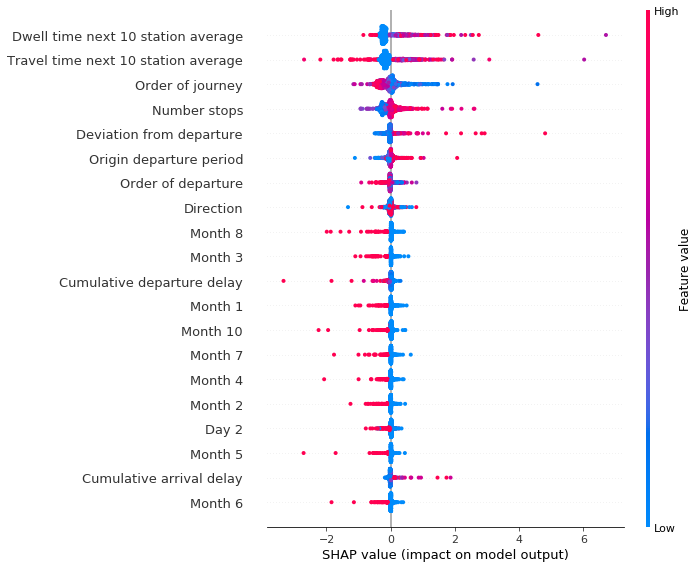 High
Dwell time next 10 station average
Travel time next 10 station average
Order of journey
Number stops
Deviation from departure
Origin departure period
Order of departure
Direction
Month 8
Month 3
Cumulative departure delay
Month 1
Month 10
Month 7
Month 4
Month 2
Day 2
Month 5
Cumulative arrival delay
Month 6
Feature value
Low
−2 0 2 4 6
SHAP value (impact on model output)